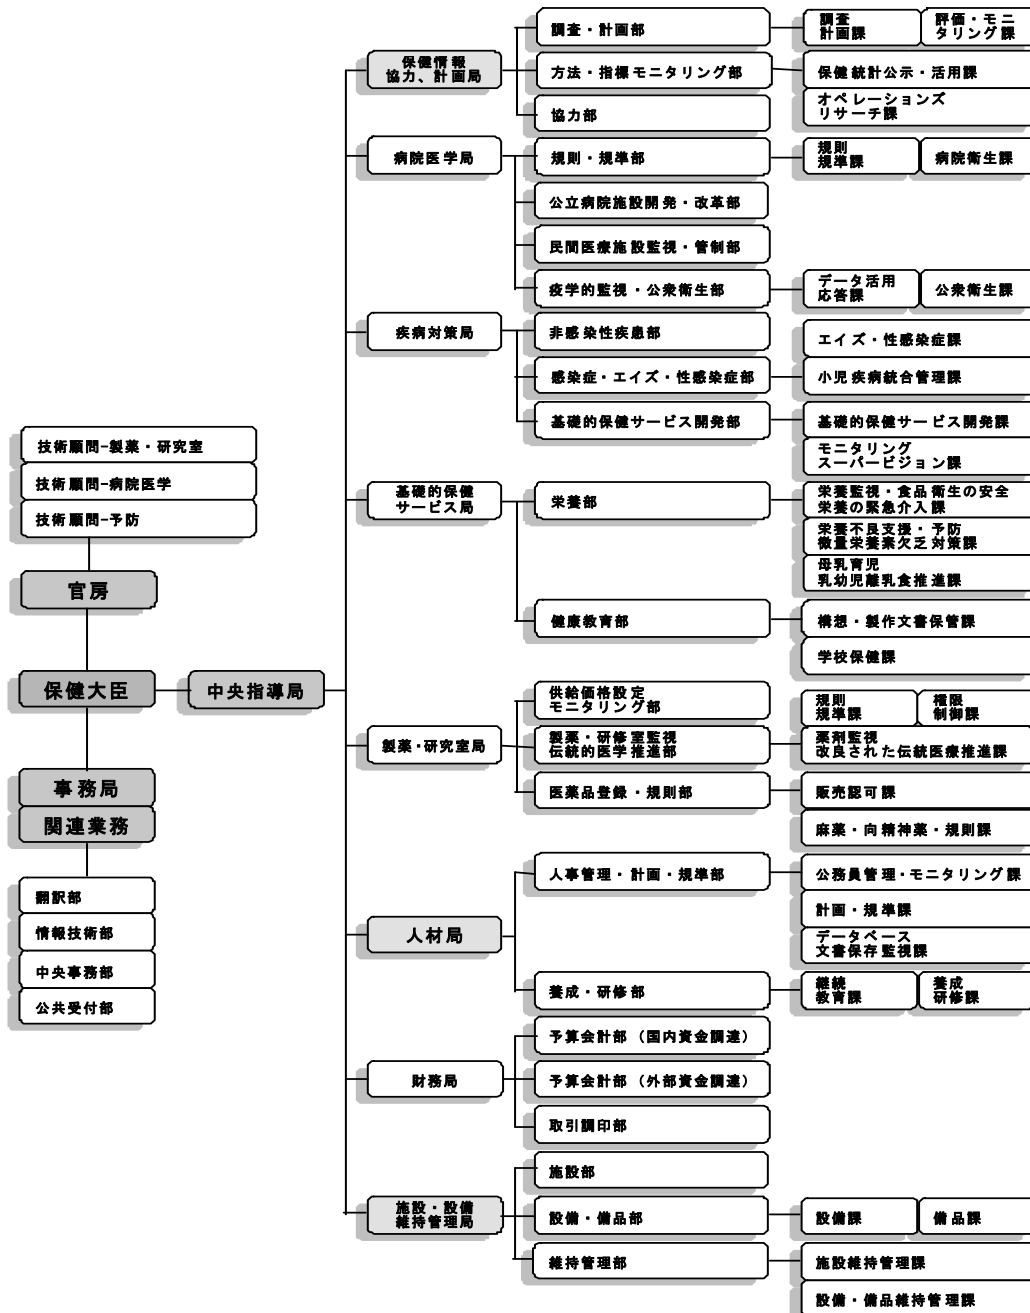 保健情報
協力、計画局
調査・計画部
調査
計画課
評価・モニ
タリング課
方法・指標モニタリング部
保健統計公示・活用課
オペレーションズ
リサーチ課
協力部
病院医学局
規則・規準部
規則
規準課
病院衛生課
公立病院施設開発・改革部
民間医療施設監視・管制部
疫学的監視・公衆衛生部
データ活用
応答課
公衆衛生課
疾病対策局
非感染性疾患部
エイズ・性感染症課
感染症・エイズ・性感染症部
小児疾病統合管理課
基礎的保健サービス開発部
基礎的保健サービス開発課
モニタリング
スーパービジョン課
技術顧問-製薬・研究室
技術顧問-病院医学
技術顧問-予防
官房
保健大臣
中央指導局
事務局
関連業務
翻訳部
情報技術部
中央事務部
公共受付部
基礎的保健
サービス局
栄養部
栄養監視・食品衛生の安全
栄養の緊急介入課
栄養不良支援・予防
微量栄養素欠乏対策課
母乳育児
乳幼児離乳食推進課
健康教育部
構想・製作文書保管課
学校保健課
製薬・研究室局
供給価格設定
モニタリング部
規則
規準課
権限
制御課
製薬・研修室監視
伝統的医学推進部
薬剤監視
改良された伝統医療推進課
医薬品登録・規則部
販売認可課
麻薬・向精神薬・規則課
人材局
人事管理・計画・規準部
公務員管理・モニタリング課
計画・規準課
データベース
文書保存監視課
養成・研修部
継続
教育課
養成
研修課
財務局
予算会計部（国内資金調達）
予算会計部（外部資金調達）
取引調印部
施設・設備
維持管理局
施設部
設備・備品部
設備課
備品課
維持管理部
施設維持管理課
設備・備品維持管理課